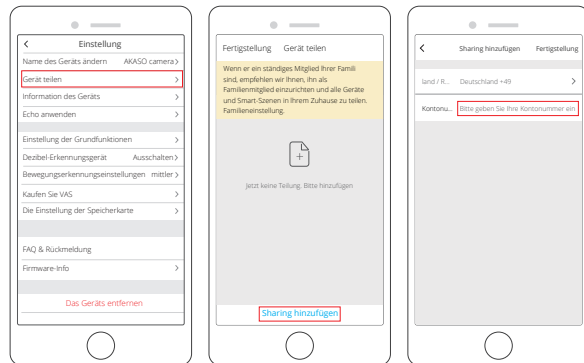 Einstellung
Name des Geräts ändern AKASO camera
Gerät teilen
Information des Geräts
Echo anwenden
Einstellung der Grundfunktionen
Dezibel-Erkennungsgerät Ausschalten
Bewegungserkennungseinstellungen mittler
Kaufen Sie VAS
Die Einstellung der Speicherkarte
FAQ & Rückmeldung
Firmware-Info
Das Geräts entfernen
Fertigstellung Gerät teilen
Wenn er ein ständiges Mitglied Ihrer Famili
sind, empfehlen wir Ihnen, ihn als
Familienmitglied einzurichten und alle Geräte
und Smart-Szenen in Ihrem Zuhause zu teilen.
Familieneinstellung.
Jetzt keine Teilung. Bitte hinzufügen
Sharing hinzufügen
Sharing hinzufügen Fertigstellung
land / R... Deutschland +49
Kontonu... Bitte geben Sie Ihre Kontonummer ein